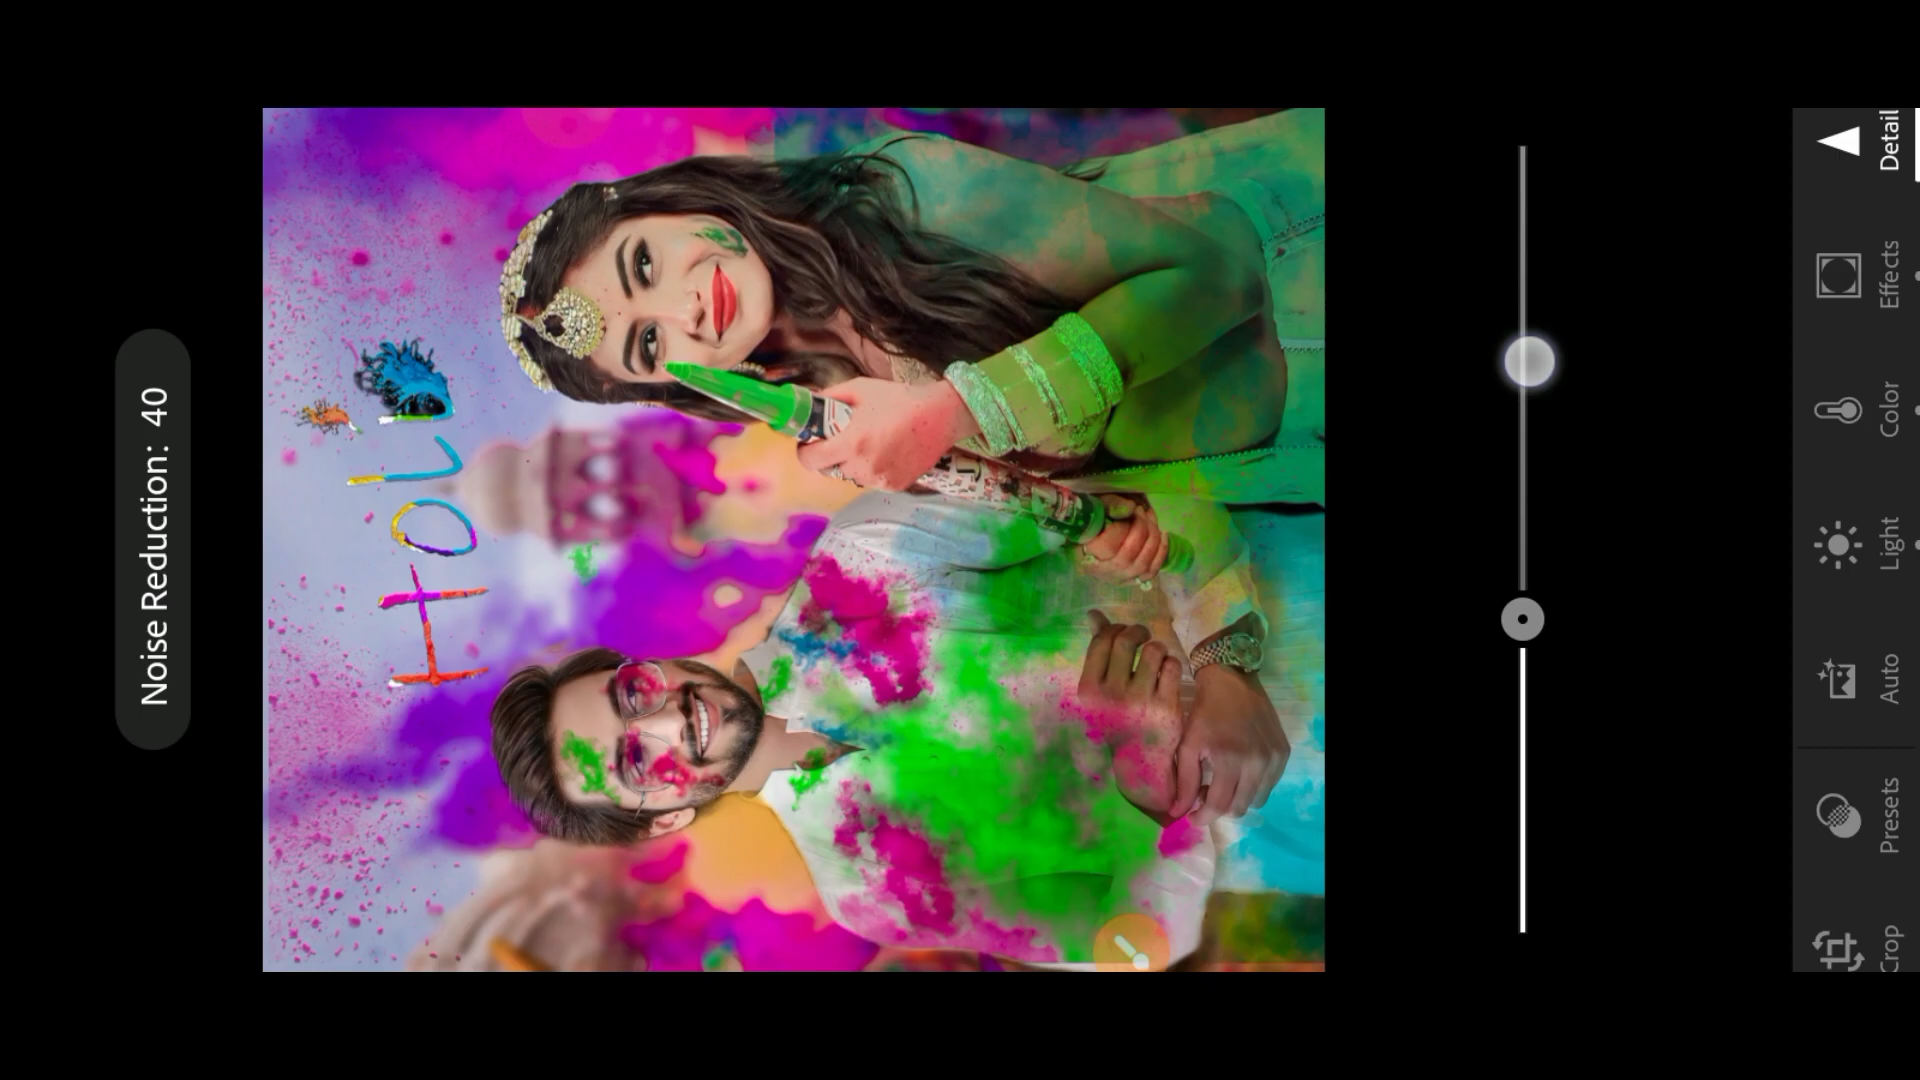 Noise Reduction: 40
HOLI
Crop
Presets
Auto
Light
Color
Effects
Detail